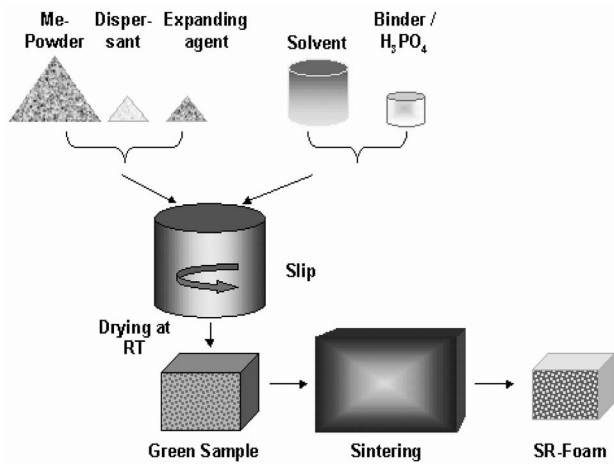 Me-
Powder
Disper-
sant
Expanding
agent
Solvent
Binder /
H₃PO₄
Slip
Drying at
RT
Green Sample
Sintering
SR-Foam